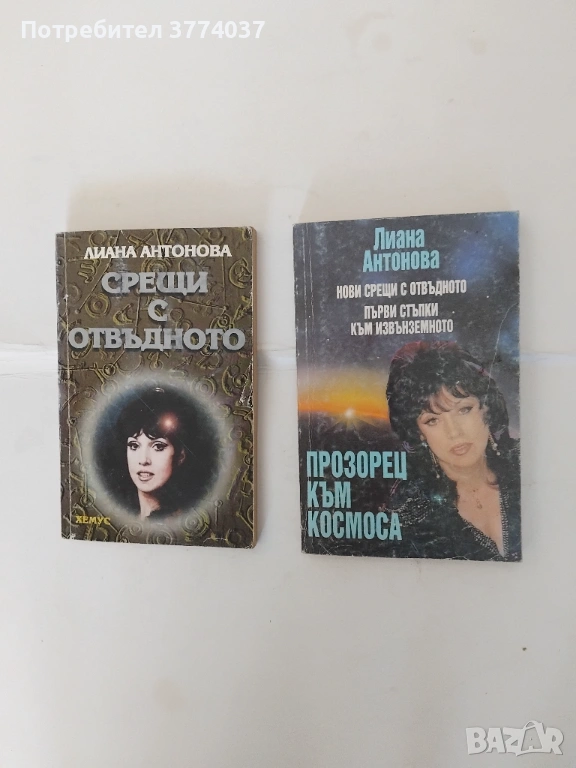 Потребител 3774037
ЛИАНА АНТОНОВА
СРЕЩИ
С
ОТВЪДНОТО
ХЕМУС
Лиана
АНТОНОВА
НОВИ СРЕЩИ С ОТВЪДНОТО
ПЪРВИ СТЪПКИ
КЪМ ИЗВЪНЗЕМНОТО
ПРОЗОРЕЦ
КЪМ
КОСМОСА
BAZAR